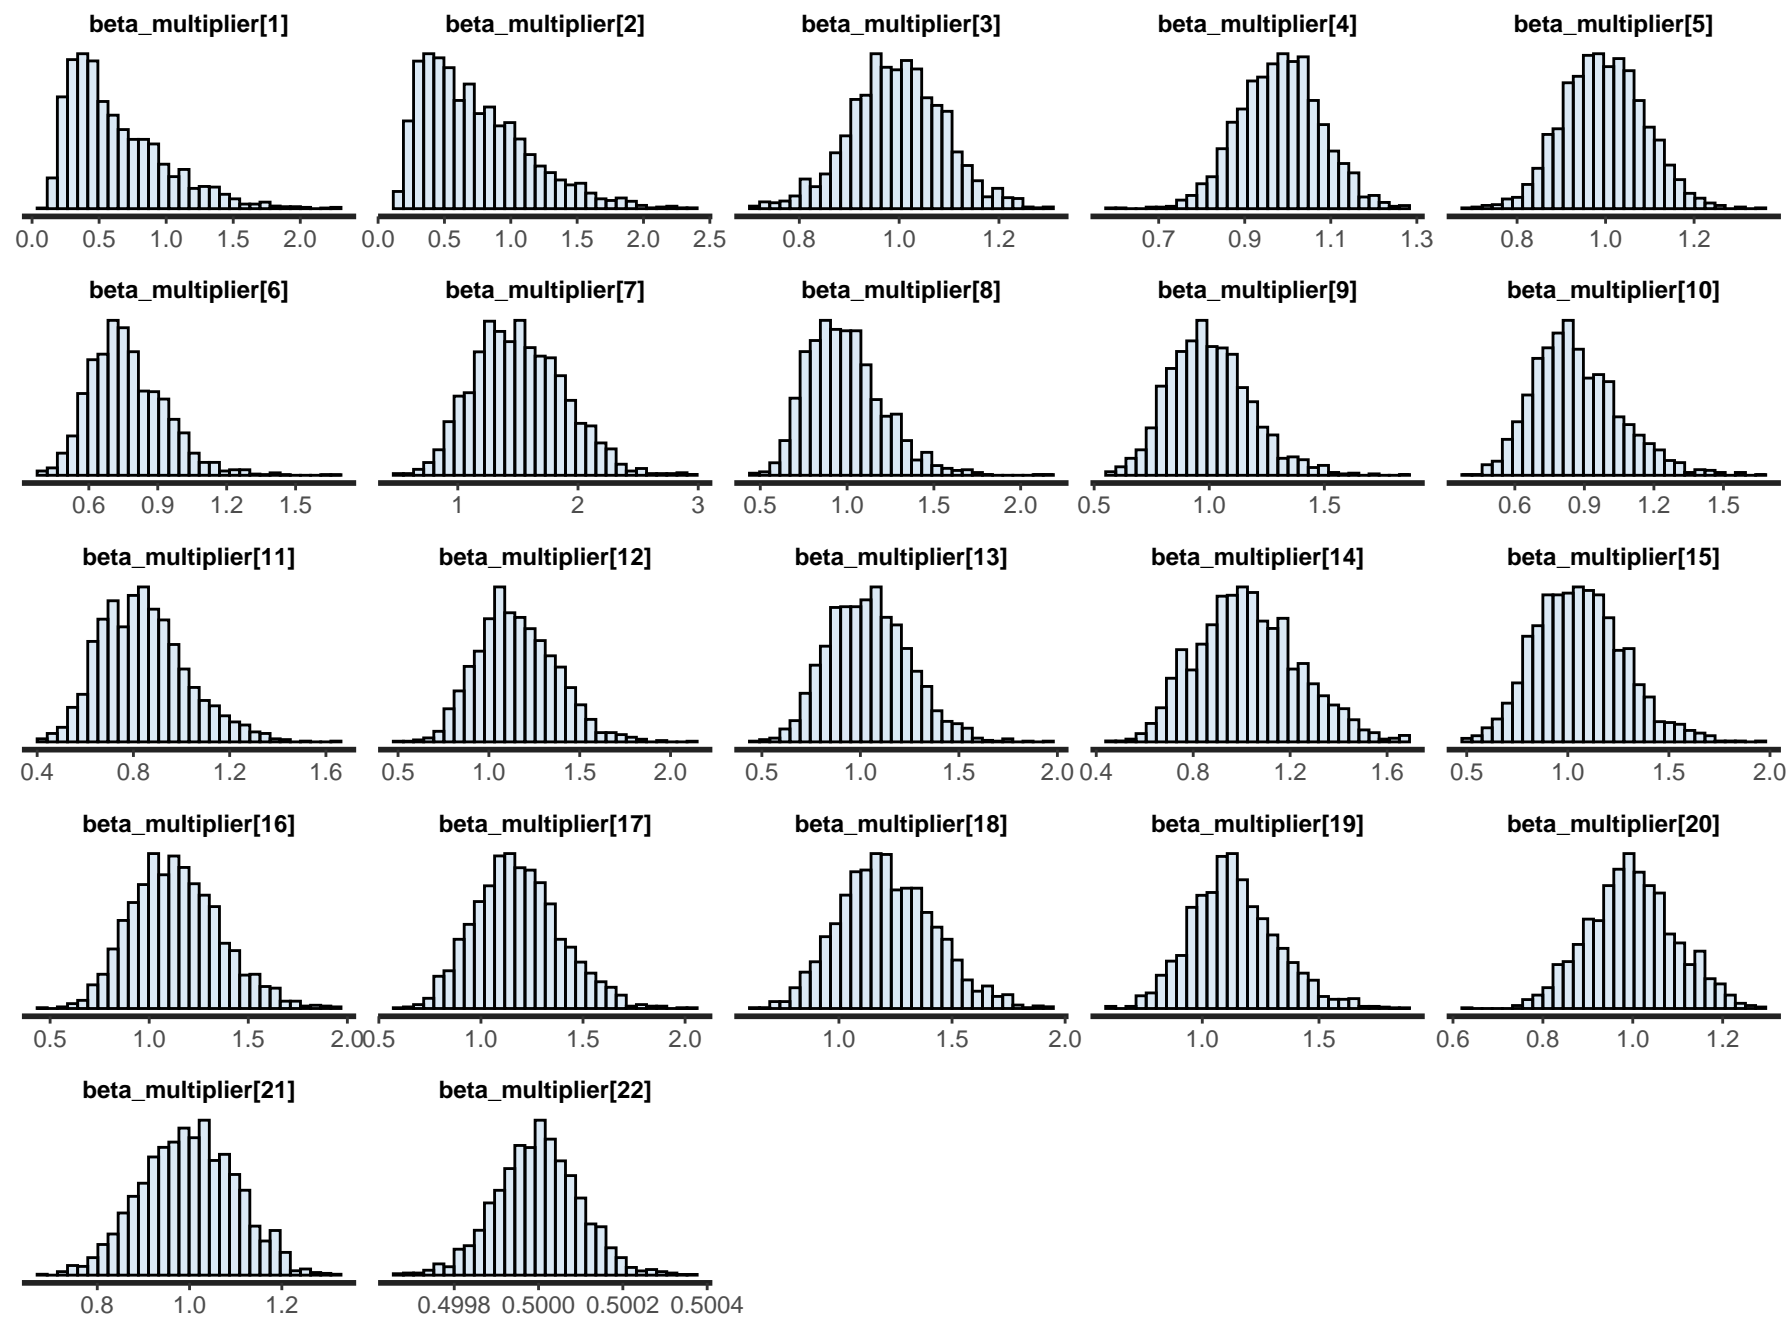 beta_multiplier[1] beta_multiplier[2] beta_multiplier[3] beta_multiplier[4] beta_multiplier[5]
0.0 0.5 1.0 1.5 2.0 0.0 0.5 1.0 1.5 2.0 2.5 0.8 1.0 1.2 0.7 0.9 1.1 1.3 0.8 1.0 1.2
beta_multiplier[6] beta_multiplier[7] beta_multiplier[8] beta_multiplier[9] beta_multiplier[10]
0.6 0.9 1.2 1.5 1 2 3 0.5 1.0 1.5 2.0 0.5 1.0 1.5 0.6 0.9 1.2 1.5
beta_multiplier[11] beta_multiplier[12] beta_multiplier[13] beta_multiplier[14] beta_multiplier[15]
0.4 0.8 1.2 1.6 0.5 1.0 1.5 2.0 0.5 1.0 1.5 2.0 0.4 0.8 1.2 1.6 0.5 1.0 1.5 2.0
beta_multiplier[16] beta_multiplier[17] beta_multiplier[18] beta_multiplier[19] beta_multiplier[20]
0.5 1.0 1.5 2.0 0.5 1.0 1.5 2.0 1.0 1.5 2.0 1.0 1.5 0.6 0.8 1.0 1.2
beta_multiplier[21] beta_multiplier[22]
0.8 1.0 1.2 0.4998 0.5000 0.5002 0.5004